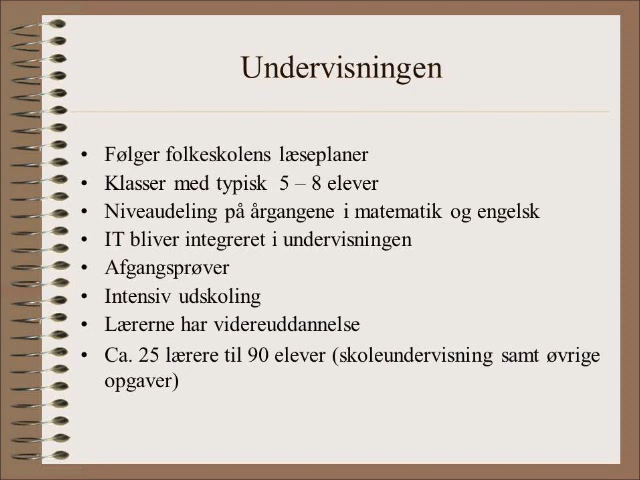 Undervisningen
• Følger folkeskolens læseplaner
• Klasser med typisk 5 – 8 elever
• Niveaudeling på årgangene i matematik og engelsk
• IT bliver integreret i undervisningen
• Afgangsprøver
• Intensiv udskoling
• Lærerne har videreuddannelse
• Ca. 25 lærere til 90 elever (skoleundervisning samt øvrige
opgaver)